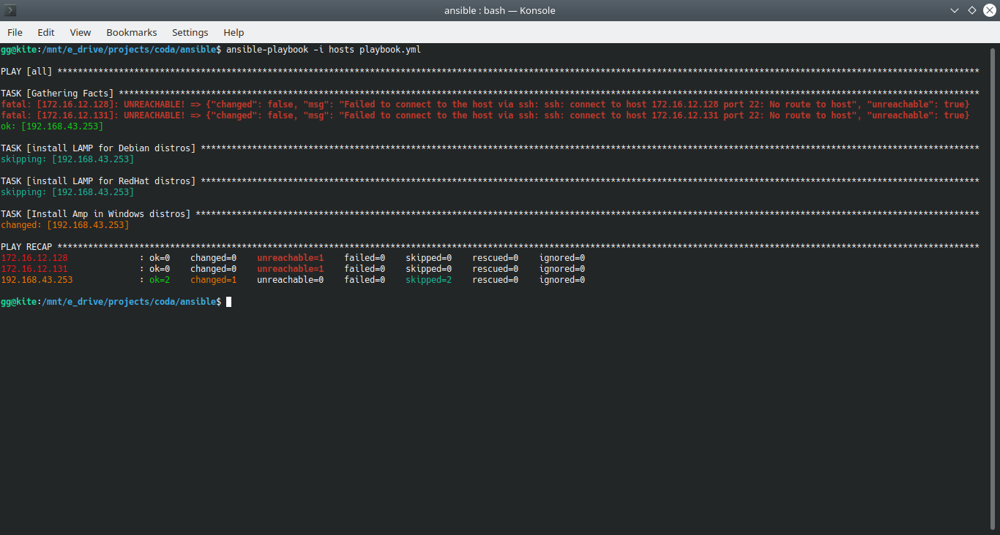 ansible : bash — Konsole
File Edit View Bookmarks Settings Help
gg@kite:/mnt/e_drive/projects/coda/ansible$ ansible-playbook -i hosts playbook.yml
PLAY [all] ******************************************************************************************************************************************************************************
TASK [Gathering Facts] ******************************************************************************************************************************************************************
fatal: [172.16.12.128]: UNREACHABLE! => {"changed": false, "msg": "Failed to connect to the host via ssh: ssh: connect to host 172.16.12.128 port 22: No route to host", "unreachable": true}
fatal: [172.16.12.131]: UNREACHABLE! => {"changed": false, "msg": "Failed to connect to the host via ssh: ssh: connect to host 172.16.12.131 port 22: No route to host", "unreachable": true}
ok: [192.168.43.253]
TASK [install LAMP for Debian distros] **************************************************************************************************************************************************
skipping: [192.168.43.253]
TASK [install LAMP for RedHat distros] **************************************************************************************************************************************************
skipping: [192.168.43.253]
TASK [Install Amp in Windows distros] ***************************************************************************************************************************************************
changed: [192.168.43.253]
PLAY RECAP ******************************************************************************************************************************************************************************
172.16.12.128 : ok=0 changed=0 unreachable=1 failed=0 skipped=0 rescued=0 ignored=0
172.16.12.131 : ok=0 changed=0 unreachable=1 failed=0 skipped=0 rescued=0 ignored=0
192.168.43.253 : ok=2 changed=1 unreachable=0 failed=0 skipped=2 rescued=0 ignored=0
gg@kite:/mnt/e_drive/projects/coda/ansible$